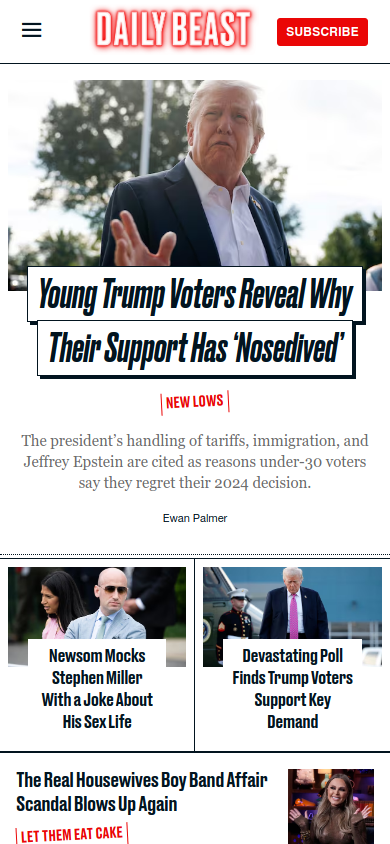 DAILY BEAST
SUBSCRIBE
Young Trump Voters Reveal Why
Their Support Has ‘Nosedived’
NEW LOWS
The president’s handling of tariffs, immigration, and
Jeffrey Epstein are cited as reasons under-30 voters
say they regret their 2024 decision.
Ewan Palmer
Newsom Mocks
Stephen Miller
With a Joke About
His Sex Life
Devastating Poll
Finds Trump Voters
Support Key
Demand
The Real Housewives Boy Band Affair
Scandal Blows Up Again
LET THEM EAT CAKE